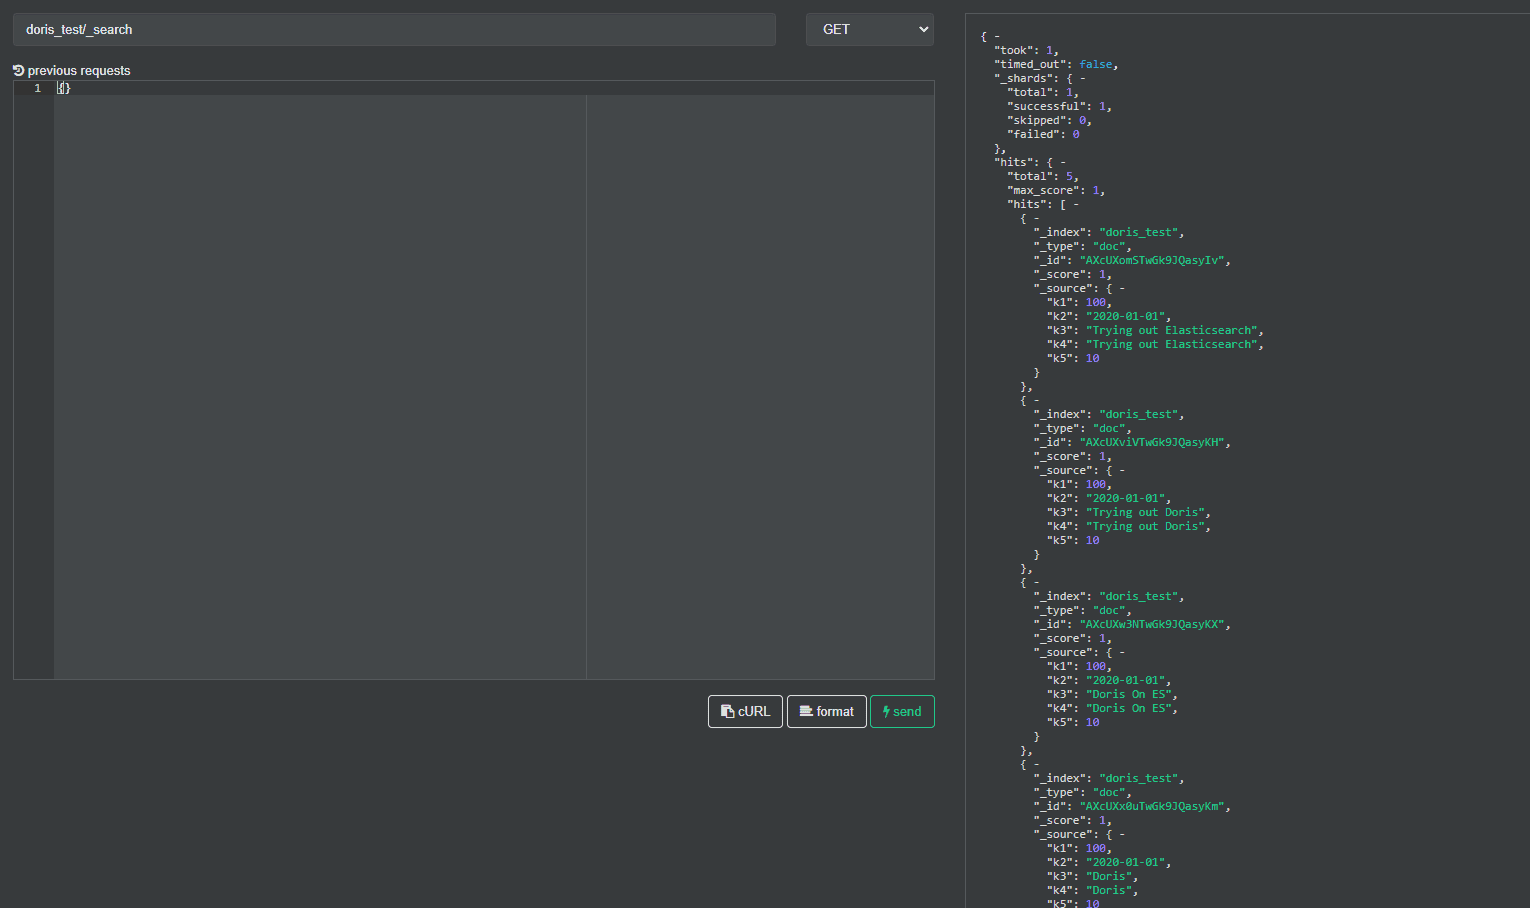 doris_test/_search
GET
previous requests
1
{}
cURL
format
send
{ -
"took": 1,
"timed_out": false,
"_shards": { -
"total": 1,
"successful": 1,
"skipped": 0,
"failed": 0
},
"hits": { -
"total": 5,
"max_score": 1,
"hits": [ -
{ -
"_index": "doris_test",
"_type": "doc",
"_id": "AXcUXomSTwGk9JQasyIv",
"_score": 1,
"_source": { -
"k1": 100,
"k2": "2020-01-01",
"k3": "Trying out Elasticsearch",
"k4": "Trying out Elasticsearch",
"k5": 10
}
},
{ -
"_index": "doris_test",
"_type": "doc",
"_id": "AXcUXviVTwGk9JQasyKH",
"_score": 1,
"_source": { -
"k1": 100,
"k2": "2020-01-01",
"k3": "Trying out Doris",
"k4": "Trying out Doris",
"k5": 10
}
},
{ -
"_index": "doris_test",
"_type": "doc",
"_id": "AXcUXw3NTwGk9JQasyKX",
"_score": 1,
"_source": { -
"k1": 100,
"k2": "2020-01-01",
"k3": "Doris On ES",
"k4": "Doris On ES",
"k5": 10
}
},
{ -
"_index": "doris_test",
"_type": "doc",
"_id": "AXcUXx0uTwGk9JQasyKm",
"_score": 1,
"_source": { -
"k1": 100,
"k2": "2020-01-01",
"k3": "Doris",
"k4": "Doris",
"k5": 10